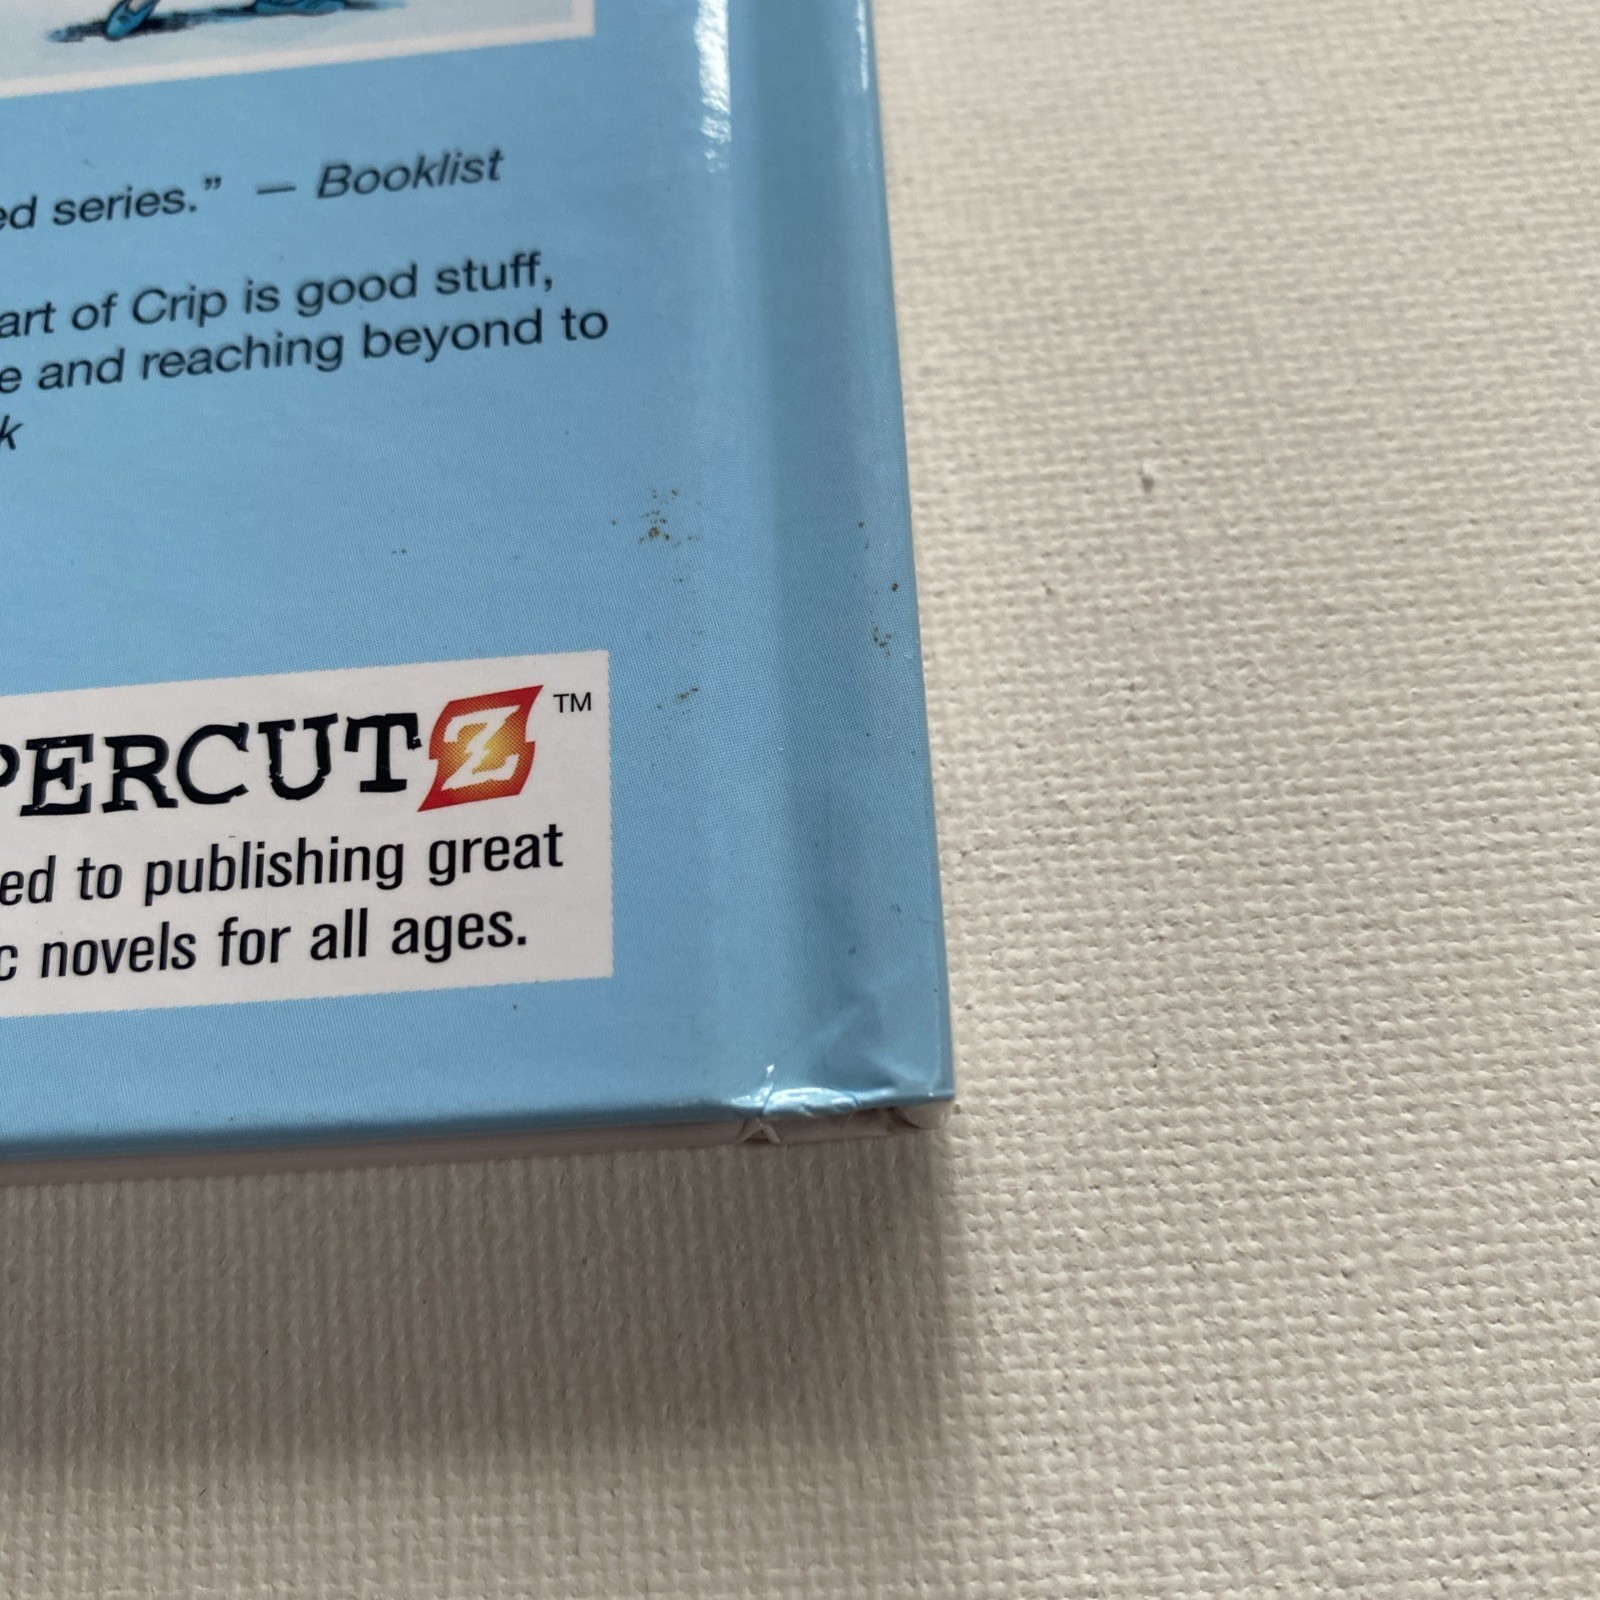 ed series.” — Booklist
art of Crip is good stuff,
e and reaching beyond to
k
PERCUTZ™
ed to publishing great
c novels for all ages.